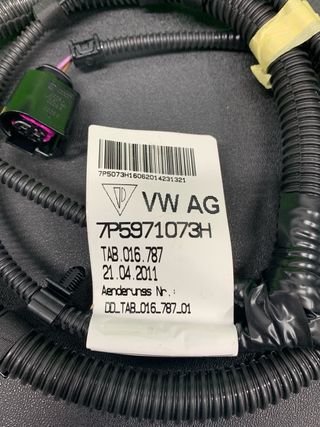 7P5073H16062014231321
VW AG
7P5971073H
TAB.016.787
21.04.2011
Aenderungs Nr.:
DD_TAB_016_787_01